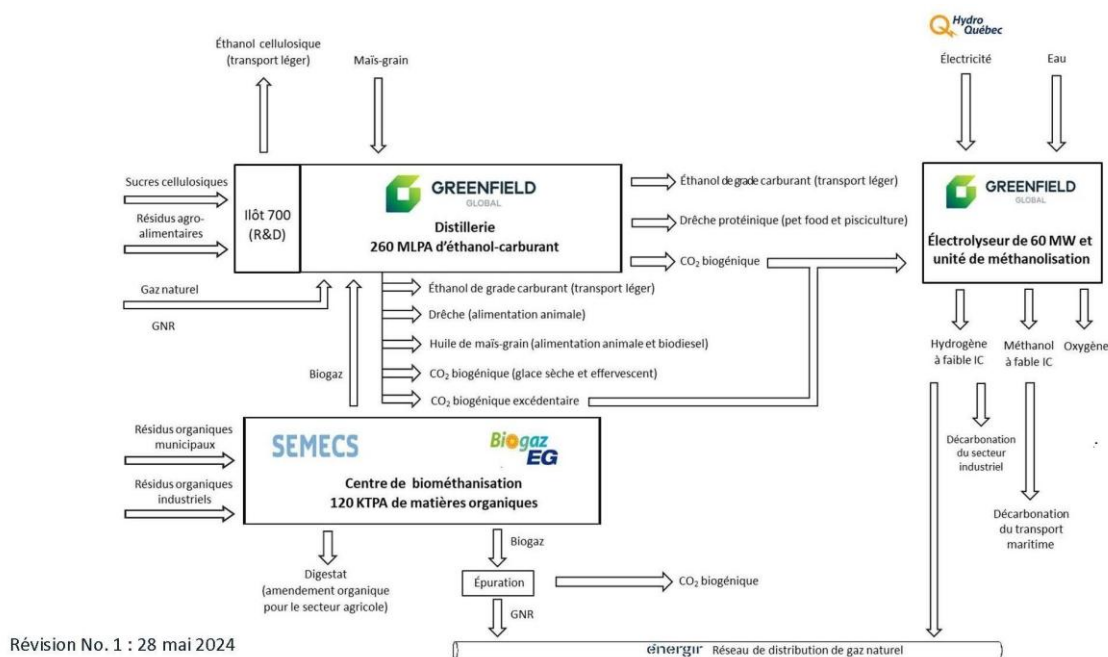 Hydro
Québec
Éthanol cellulosique
(transport léger)
Maïs-grain
Électricité
Eau
Sucres cellulosiques
Résidus agro-
alimentaires
Ilôt 700
(R&D)
GREENFIELD
GLOBAL
Distillerie
260 MLPA d'éthanol-carburant
Éthanol de grade carburant (transport léger)
Drêche protéinique (pet food et pisciculture)
CO₂ biogénique
GREENFIELD
GLOBAL
Électrolyseur de 60 MW et
unité de méthanolisation
Gaz naturel
GNR
Biogaz
Éthanol de grade carburant (transport léger)
Drêche (alimentation animale)
Huile de maïs-grain (alimentation animale et biodiesel)
CO₂ biogénique (glace sèche et effervescent)
CO₂ biogénique excédentaire
Hydrogène
à faible IC
Méthanol
à fable IC
Oxygène
Résidus organiques
municipaux
Résidus organiques
industriels
SEMECS
Biogaz
EG
Centre de biométhanisation
120 KTPA de matières organiques
Décarbonation
du secteur
industriel
Décarbonation
du transport
maritime
Digestat
(amendement organique
pour le secteur agricole)
Biogaz
Épuration
CO₂ biogénique
GNR
énergir Réseau de distribution de gaz naturel
Révision No. 1 : 28 mai 2024